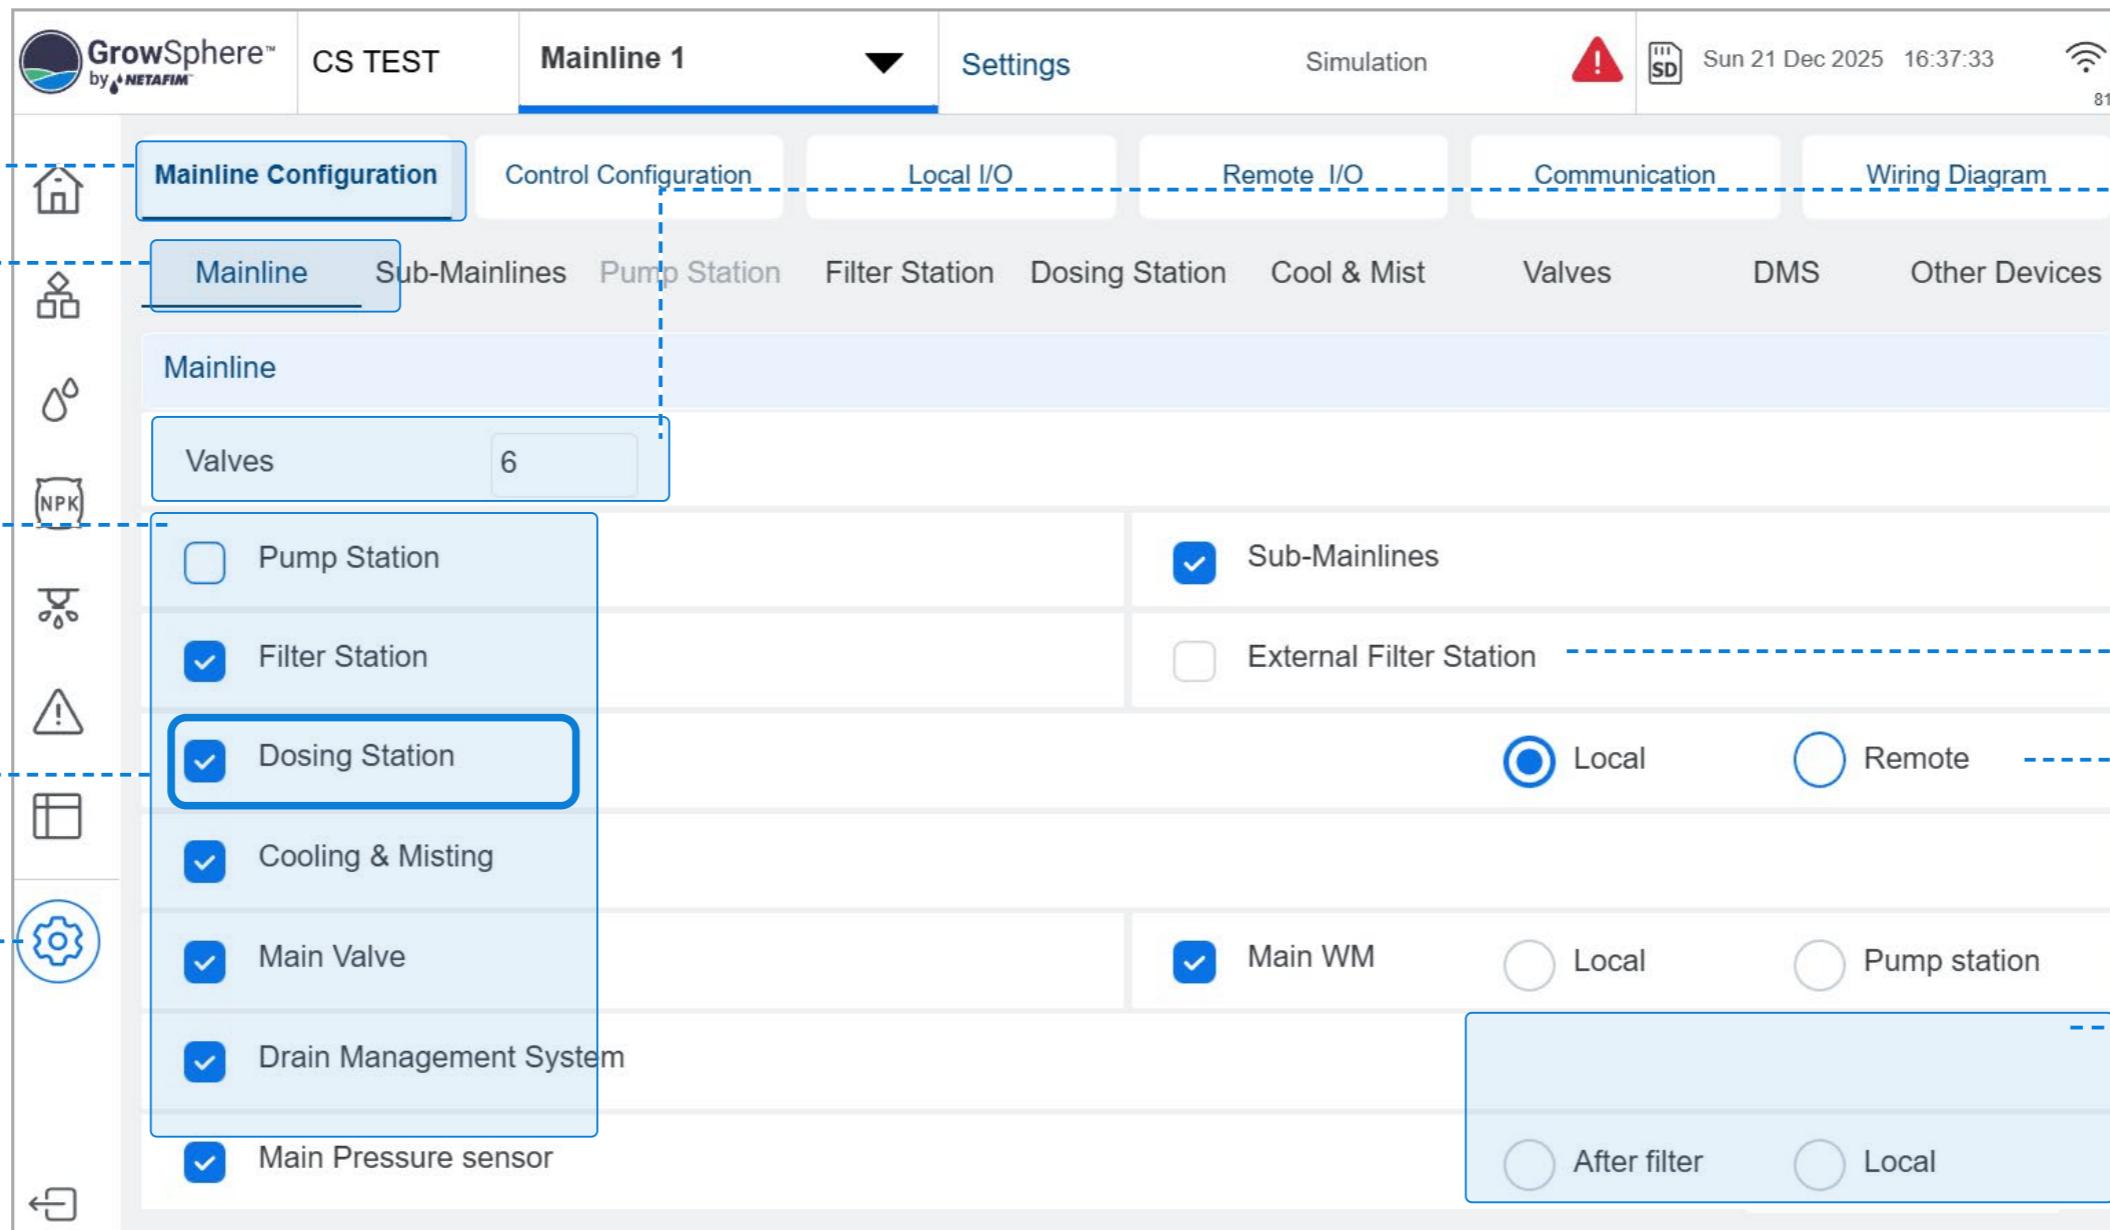 GrowSphere™
by NETAFIM™
CS TEST
Mainline 1
Settings
Simulation
SD
Sun 21 Dec 2025 16:37:33
81
Mainline Configuration
Control Configuration
Local I/O
Remote I/O
Communication
Wiring Diagram
Mainline
Sub-Mainlines
Pump Station
Filter Station
Dosing Station
Cool & Mist
Valves
DMS
Other Devices
Mainline
Valves 6
NPK
Pump Station
Sub-Mainlines
Filter Station
External Filter Station
Dosing Station
Local
Remote
Cooling & Misting
Main Valve
Main WM
Local
Pump station
Drain Management System
Main Pressure sensor
After filter
Local